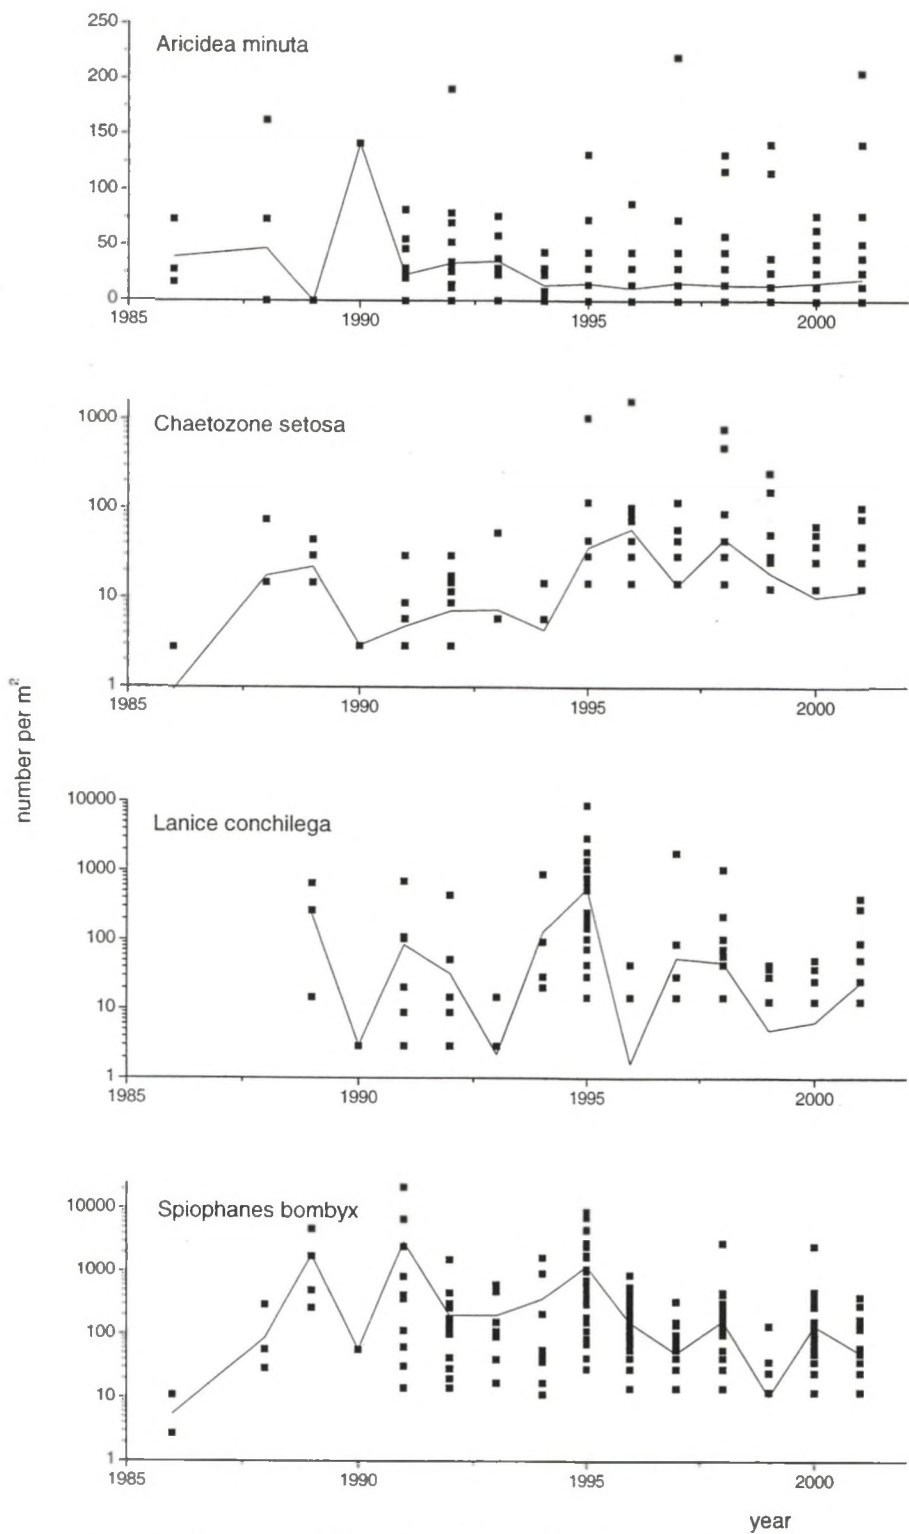 250
Aricidea minuta
200
150
100
50
0
1985 1990 1995 2000
Chaetozone setosa
1000
100
10
1
1985 1990 1995 2000
number per m²
10000
Lanice conchilega
1000
100
10
1
1985 1990 1995 2000
10000
Spiophanes bombyx
1000
100
10
1
1985 1990 1995 2000
year